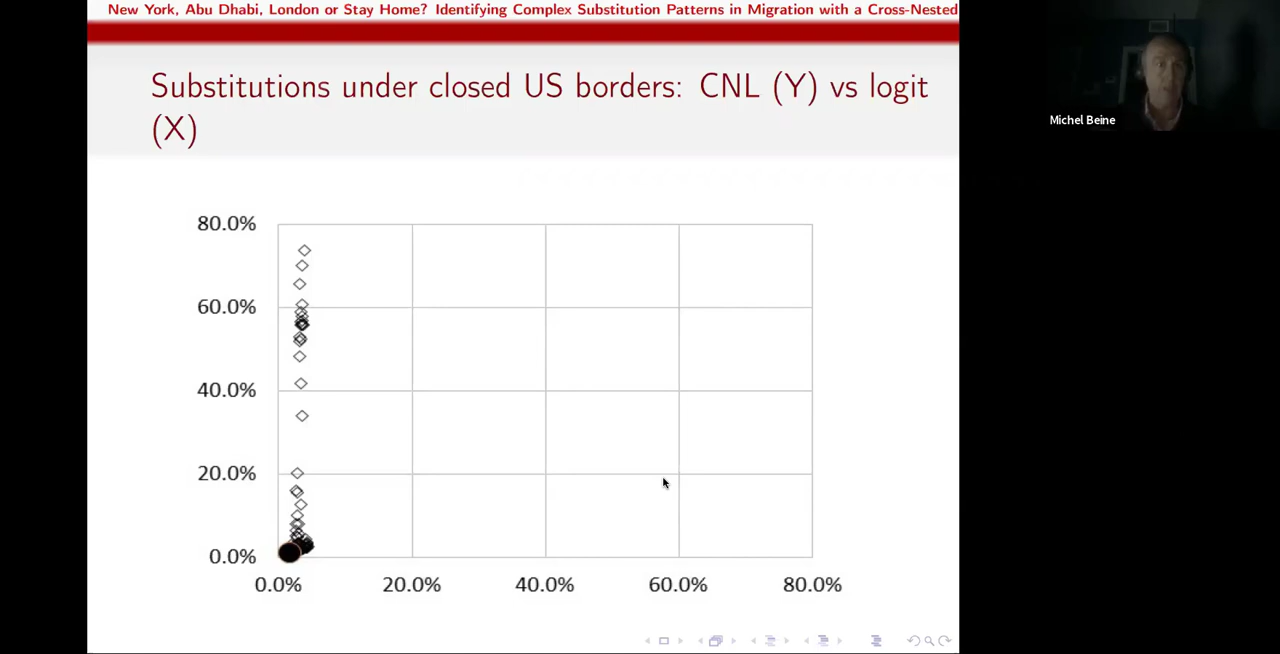 New York, Abu Dhabi, London or Stay Home? Identifying Complex Substitution Patterns in Migration with a Cross-Nested
Substitutions under closed US borders: CNL (Y) vs logit
(X)
Michel Beine
80.0%
60.0%
40.0%
20.0%
0.0%
0.0% 20.0% 40.0% 60.0% 80.0%